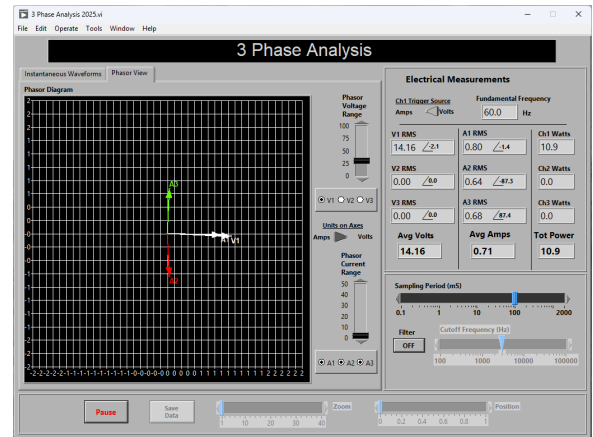 3 Phase Analysis 2025.vi
File Edit Operate Tools Window Help
3 Phase Analysis
Instantaneous Waveforms Phasor View
Phasor Diagram
A3
A1 V1
A2
Phasor
Voltage
Range
100
75
50
25
0
V1 V2 V3
Units on Axes
Amps Volts
Phasor
Current
Range
50
40
30
20
10
0
A1 A2 A3
Electrical Measurements
Ch1 Trigger Source
Amps Volts
Fundamental Frequency
60.0 Hz
V1 RMS A1 RMS Ch1 Watts
14.16 -2.1 0.80 -1.4 10.9
V2 RMS A2 RMS Ch2 Watts
0.00 0.0 0.64 -87.3 0.0
V3 RMS A3 RMS Ch3 Watts
0.00 0.0 0.68 87.4 0.0
Avg Volts Avg Amps Tot Power
14.16 0.71 10.9
Sampling Period (mS)
0.1 1 10 100 2000
Filter
OFF
Cutoff Frequency (Hz)
100 1000 10000 100000
Pause
Save
Data
Zoom
1 10 20 30 40
Position
0 0.2 0.4 0.6 0.8 1